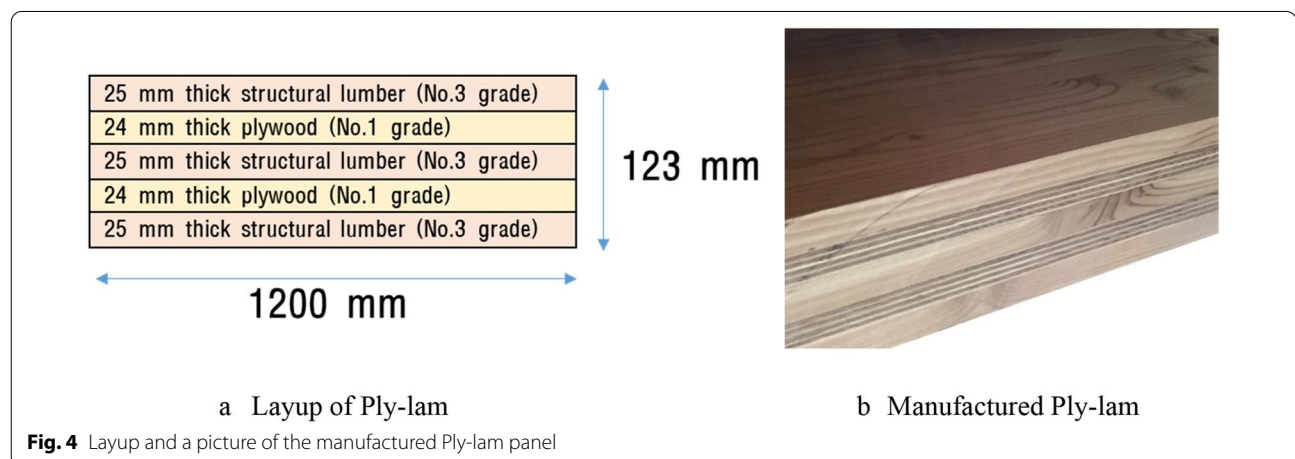 25 mm thick structural lumber (No.3 grade)
24 mm thick plywood (No.1 grade)
25 mm thick structural lumber (No.3 grade)
24 mm thick plywood (No.1 grade)
25 mm thick structural lumber (No.3 grade)
123 mm
1200 mm
a Layup of Ply-lam
b Manufactured Ply-lam
Fig. 4 Layup and a picture of the manufactured Ply-lam panel